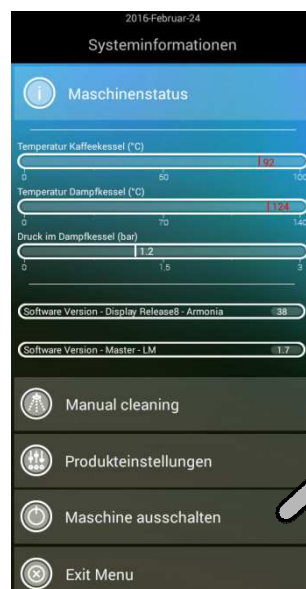 2016-Februar-24
Systeminformationen
Maschinenstatus
Temperatur Kaffeekessel (°C)
92
0 50 100
Temperatur Dampfkessel (°C)
124
0 70 140
Druck im Dampfkessel (bar)
1.2
0 1,5 3
Software Version - Display Release8 - Armonia 38
Software Version - Master - LM 1.7
Manual cleaning
Produkteinstellungen
Maschine ausschalten
Exit Menu